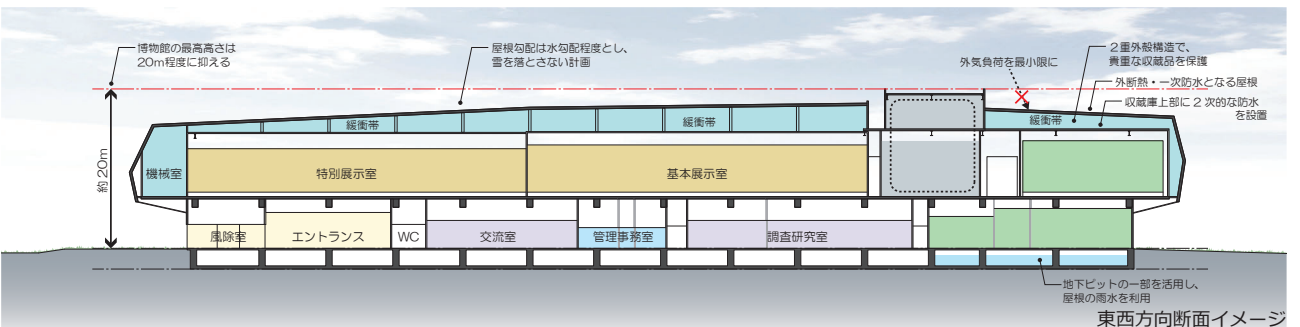 博物館の最高高さは
20m程度に抑える
屋根勾配は水勾配程度とし、
雪を落とさない計画
外気負荷を最小限に
2重外殻構造で、
貴重な収蔵品を保護
外断熱・一次防水となる屋根
収蔵庫上部に2次的な防水
を設置
緩衝帯
緩衝帯
緩衝帯
約20m
機械室
特別展示室
基本展示室
風除室
エントランス
WC
交流室
管理事務室
調査研究室
地下ピットの一部を活用し、
屋根の雨水を利用
東西方向断面イメージ